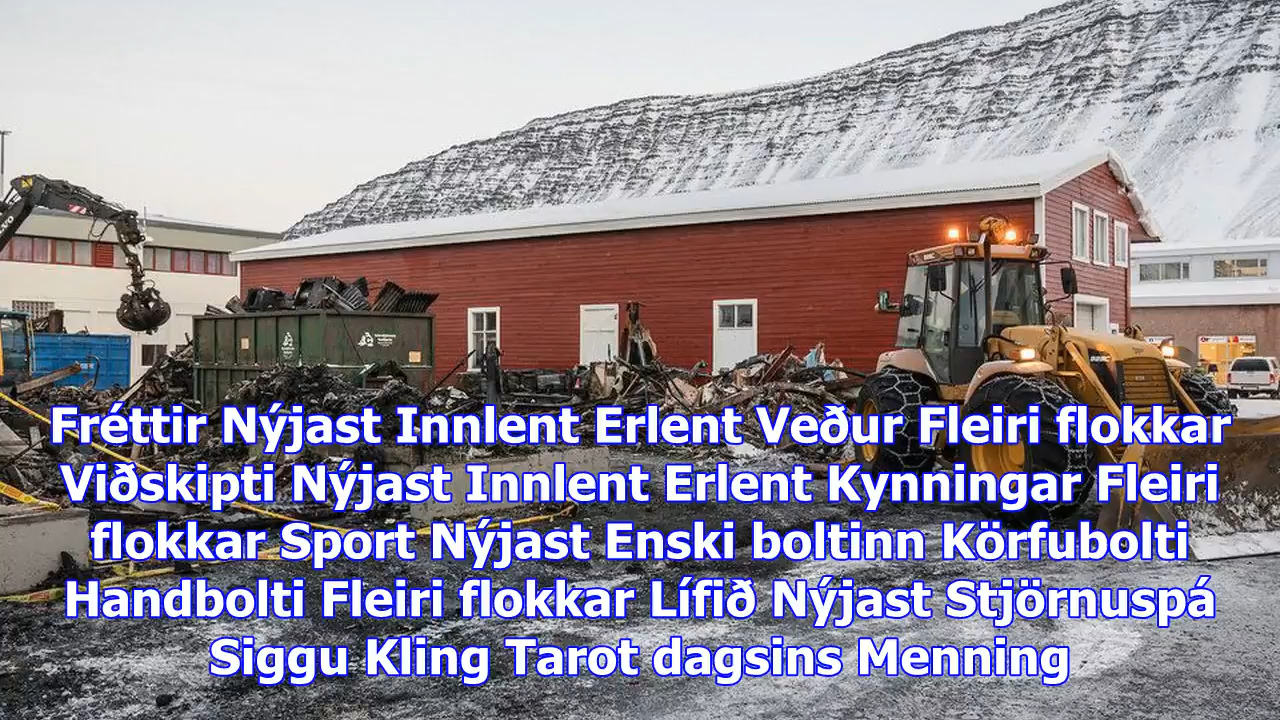 Fréttir Nýjast Innlent Erlent Veður Fleiri flokkar
Viðskipti Nýjast Innlent Erlent Kynningar Fleiri
flokkar Sport Nýjast Enski boltinn Körfubolti
Handbolti Fleiri flokkar Lífið Nýjast Stjörnuspá
Siggu Kling Tarot dagsins Menning